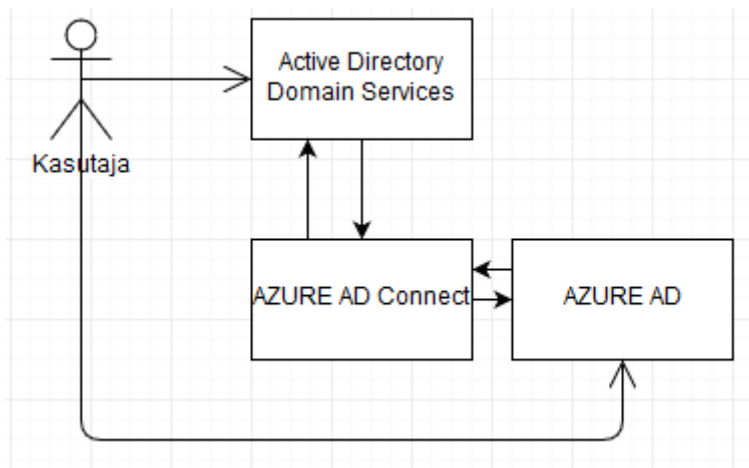 Active Directory
Domain Services
Kasutaja
AZURE AD Connect
AZURE AD